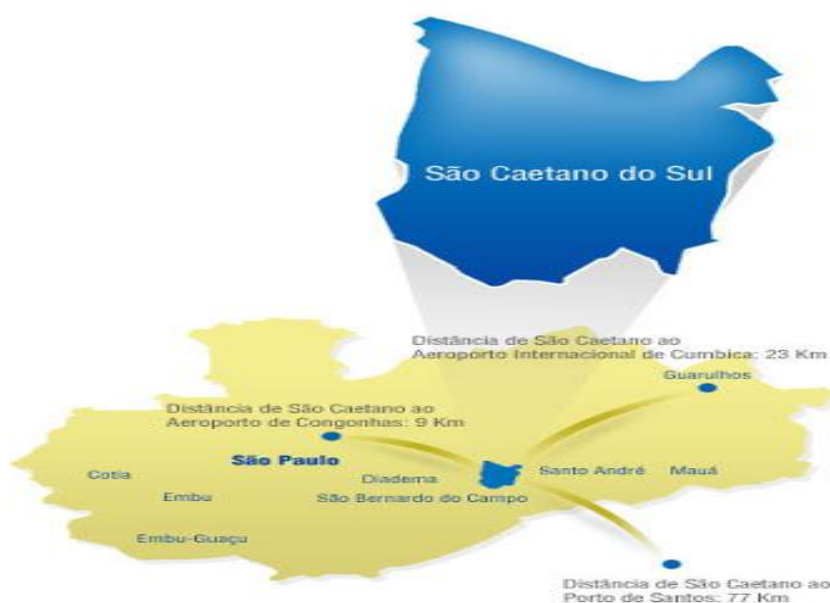 São Caetano do Sul
Distância de São Caetano ao
Aeroporto Internacional de Cumbica: 23 Km
Guarulhos
Distância de São Caetano ao
Aeroporto de Congonhas: 9 Km
São Paulo
Cotia
Diadema
Santo André
Mauá
Embu
São Bernardo do Campo
Embu-Guaçu
Distância de São Caetano ao
Porto de Santos: 77 Km